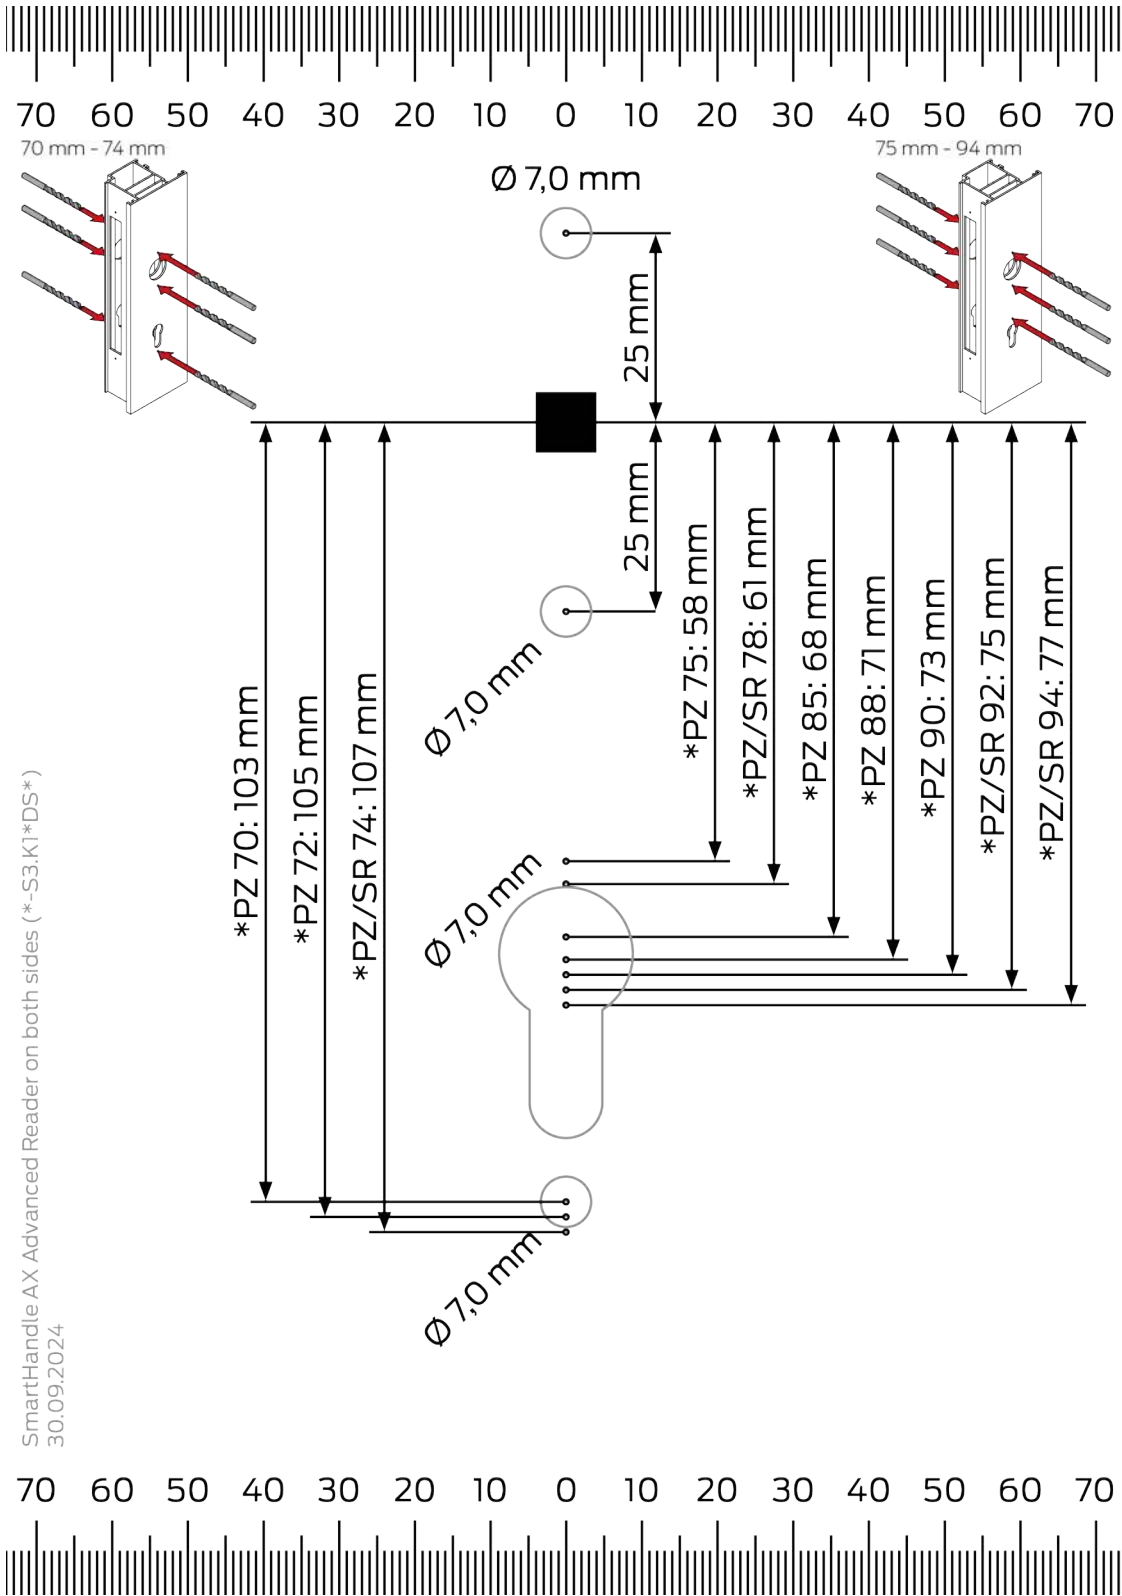 70 60 50 40 30 20 10 0 10 20 30 40 50 60 70
70 mm - 74 mm
75 mm - 94 mm
Ø 7,0 mm
25 mm
25 mm
Ø 7,0 mm
*PZ 70: 103 mm
*PZ 72: 105 mm
*PZ/SR 74: 107 mm
*PZ 75: 58 mm
*PZ/SR 78: 61 mm
*PZ 85: 68 mm
*PZ 88: 71 mm
*PZ 90: 73 mm
*PZ/SR 92: 75 mm
*PZ/SR 94: 77 mm
Ø 7,0 mm
Ø 7,0 mm
SmartHandle AX Advanced Reader on both sides (*-S3.K1*DS*)
30.09.2024
70 60 50 40 30 20 10 0 10 20 30 40 50 60 70